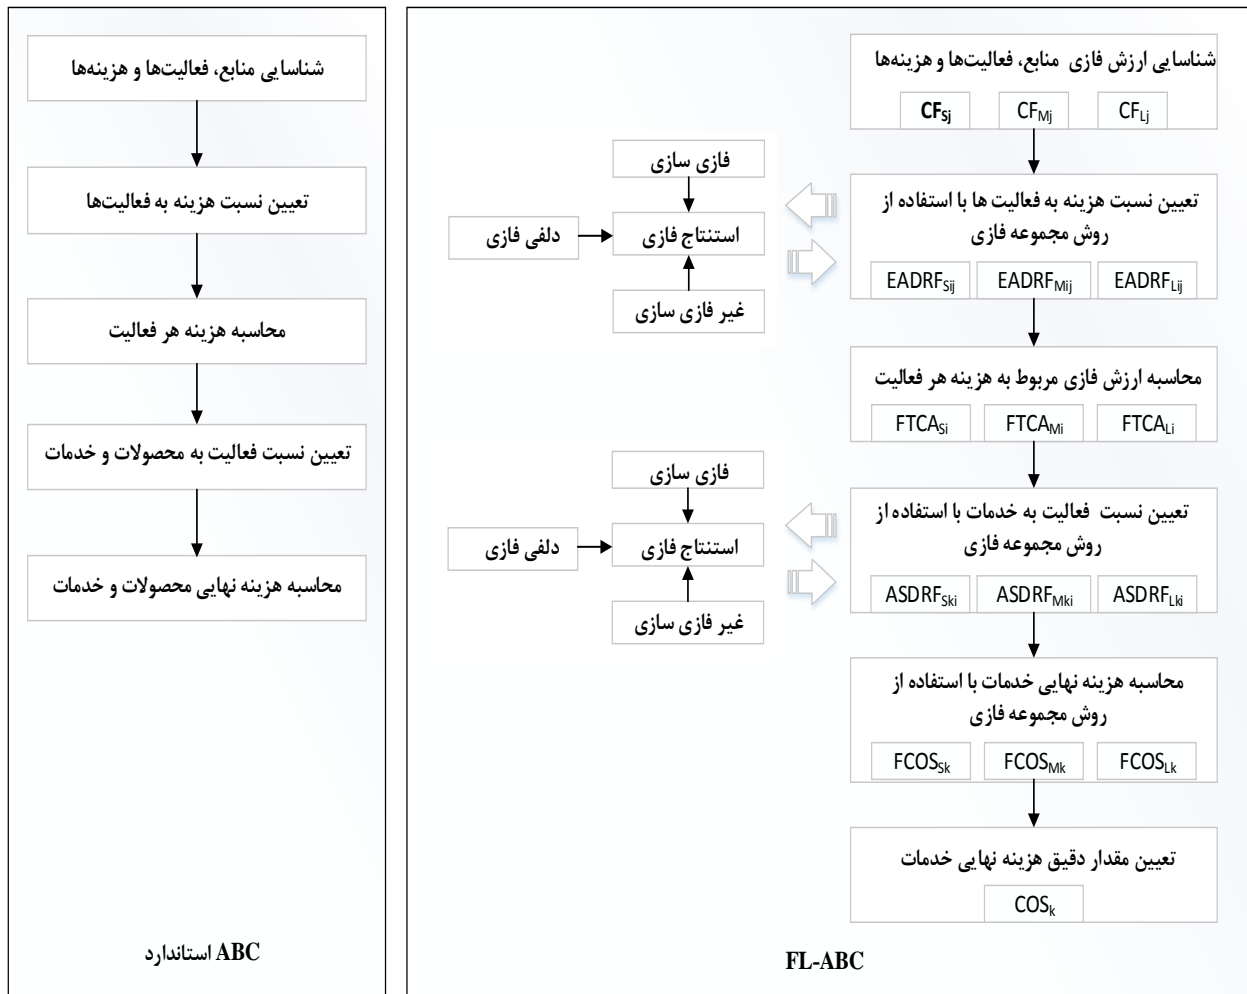 شناسایی منابع، فعالیت‌ها و هزینه‌ها
تعیین نسبت هزینه به فعالیت‌ها
محاسبه هزینه هر فعالیت
تعیین نسبت فعالیت به محصولات و خدمات
محاسبه هزینه نهایی محصولات و خدمات
ABC استاندارد
شناسایی ارزش فازی منابع، فعالیت‌ها و هزینه‌ها
CFSj CFMj CFLj
فازی سازی
دلفی فازی
استنتاج فازی
غیر فازی سازی
تعیین نسبت هزینه به فعالیت ها با استفاده از
روش مجموعه فازی
EADRFSij EADRFMij EADRFLij
محاسبه ارزش فازی مربوط به هزینه هر فعالیت
FTCASi FTCAMi FTCALi
فازی سازی
دلفی فازی
استنتاج فازی
غیر فازی سازی
تعیین نسبت فعالیت به خدمات با استفاده از
روش مجموعه فازی
ASDRFSki ASDRFMki ASDRFLki
محاسبه هزینه نهایی خدمات با استفاده از
روش مجموعه فازی
FCOSSk FCOSMk FCOSLk
تعیین مقدار دقیق هزینه نهایی خدمات
COSk
FL-ABC